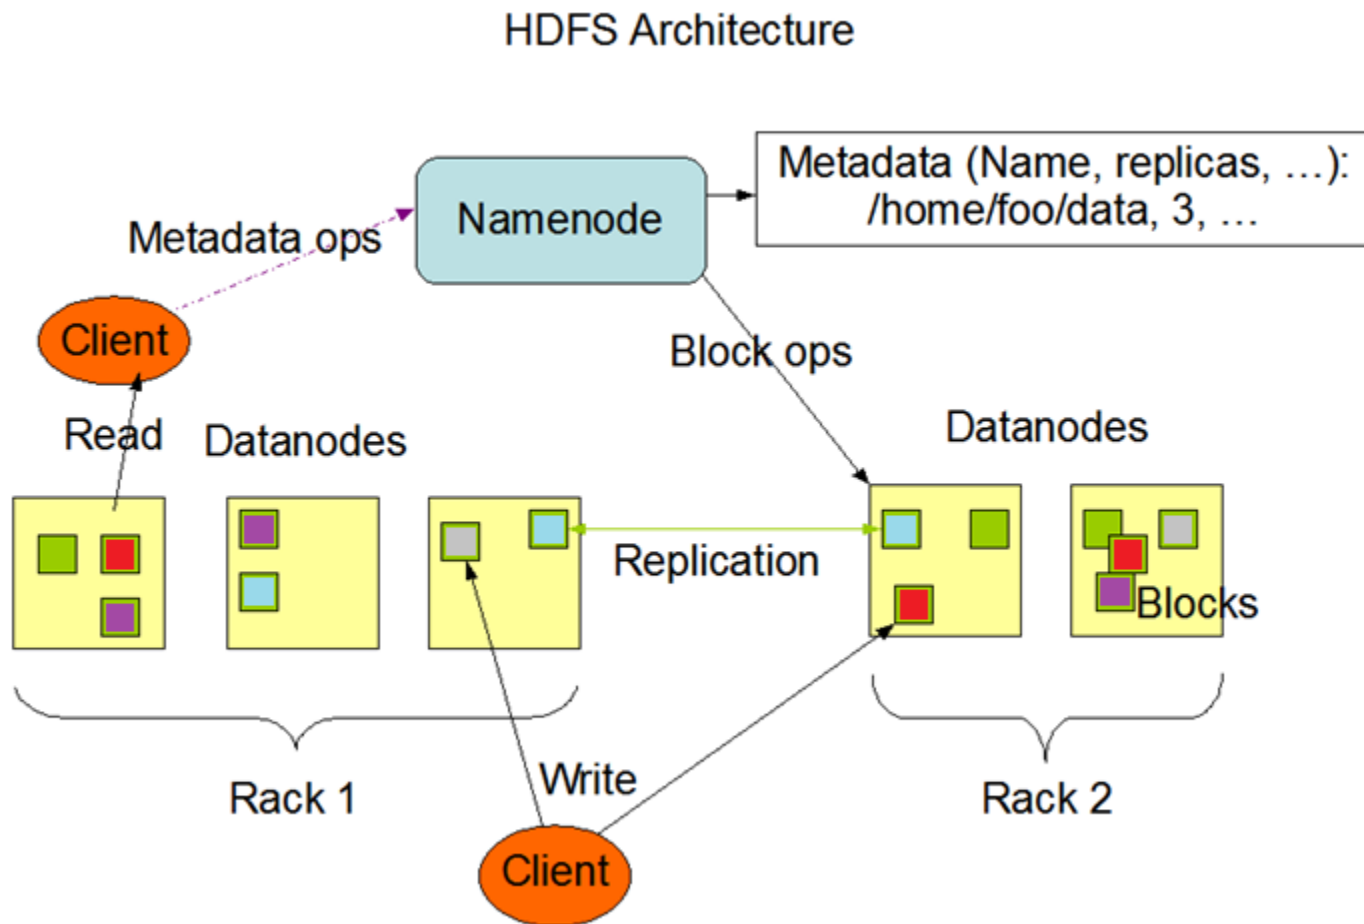 HDFS Architecture
Metadata (Name, replicas, …):
/home/foo/data, 3, …
Namenode
Metadata ops
Client
Block ops
Read
Datanodes
Datanodes
Replication
Blocks
Rack 1
Write
Rack 2
Client